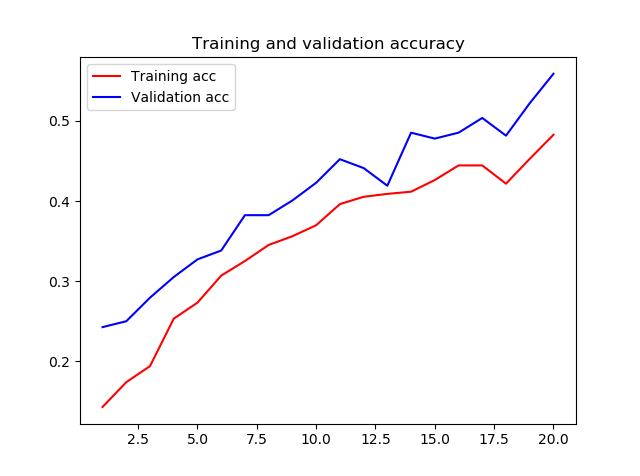 Training and validation accuracy
Training acc
Validation acc
0.5
0.4
0.3
0.2
2.5 5.0 7.5 10.0 12.5 15.0 17.5 20.0